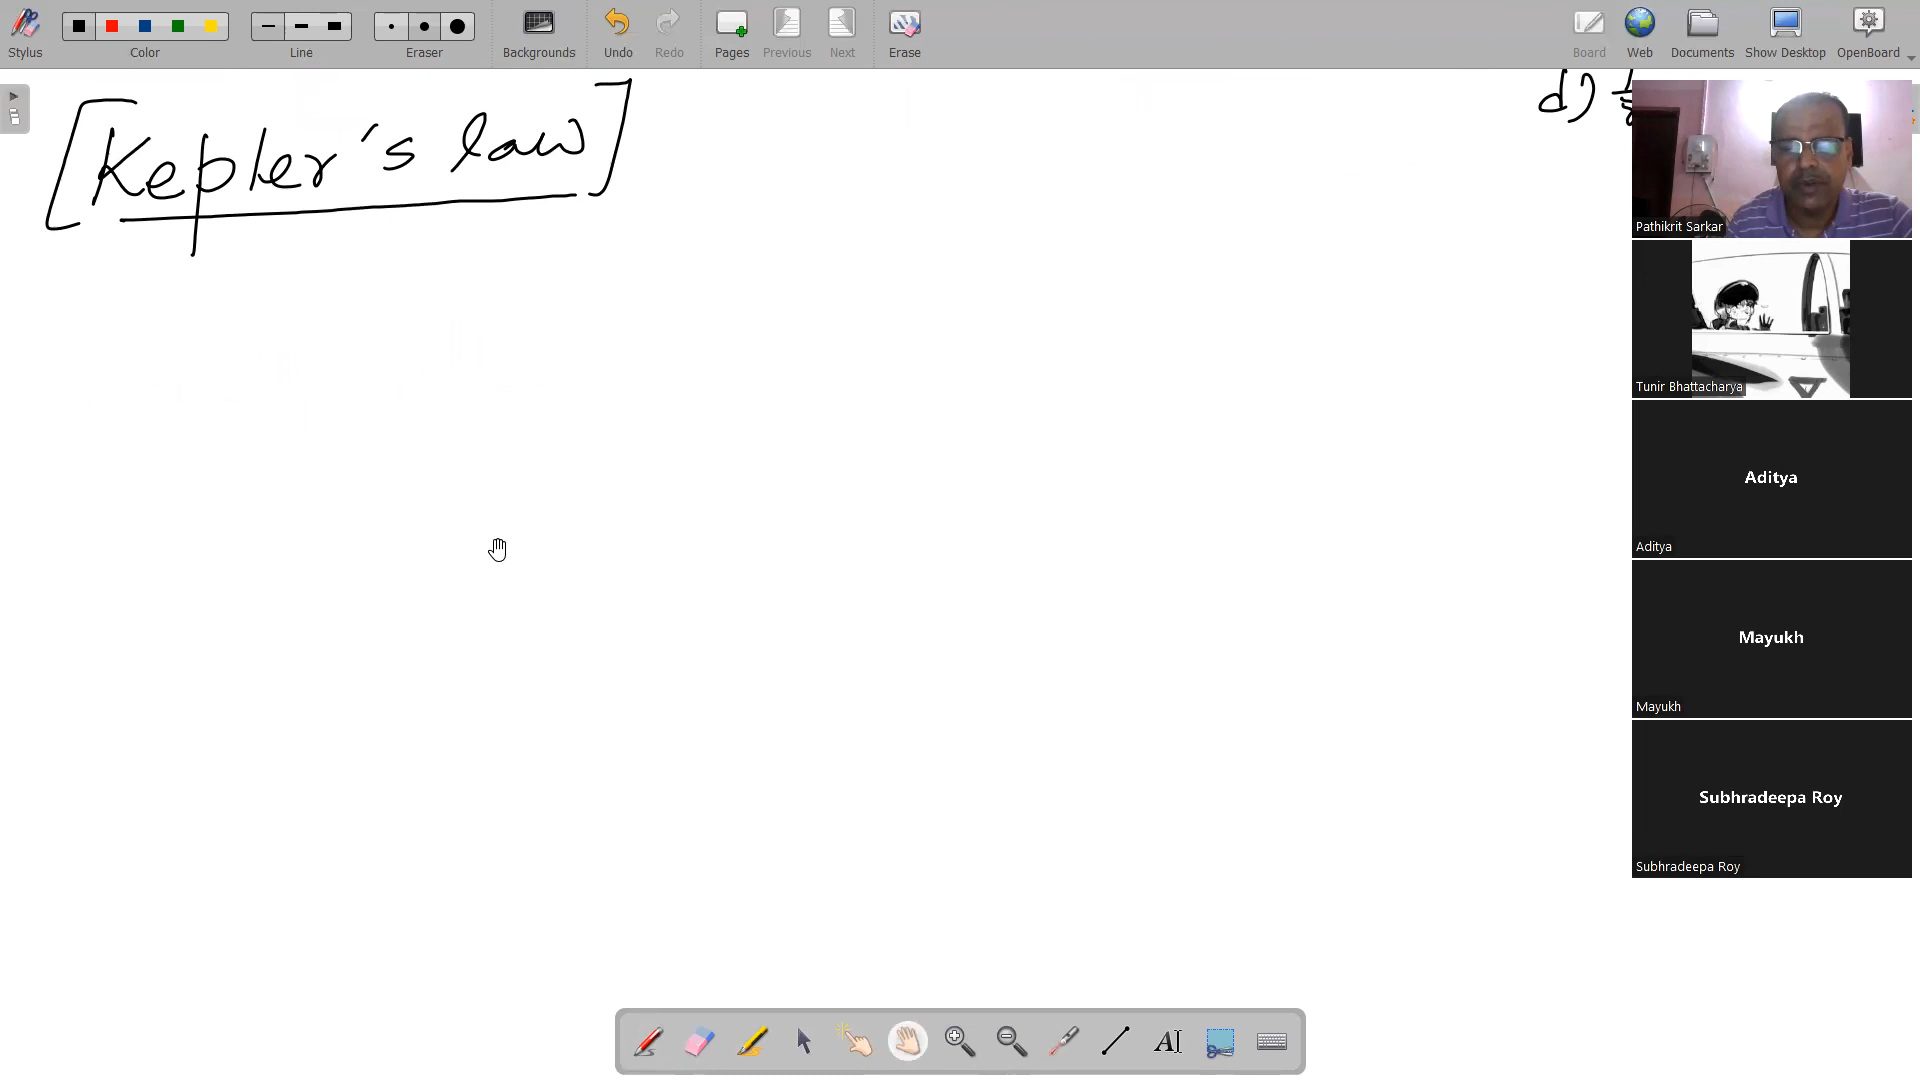 Stylus
Color
Line
Eraser
Backgrounds
Undo
Redo
Pages
Previous
Next
Erase
Board
Web
Documents
Show Desktop
OpenBoard
[Kepler's law]
d)
Pathikrit Sarkar
Tunir Bhattacharya
Aditya
Aditya
Mayukh
Mayukh
Subhradeepa Roy
Subhradeepa Roy